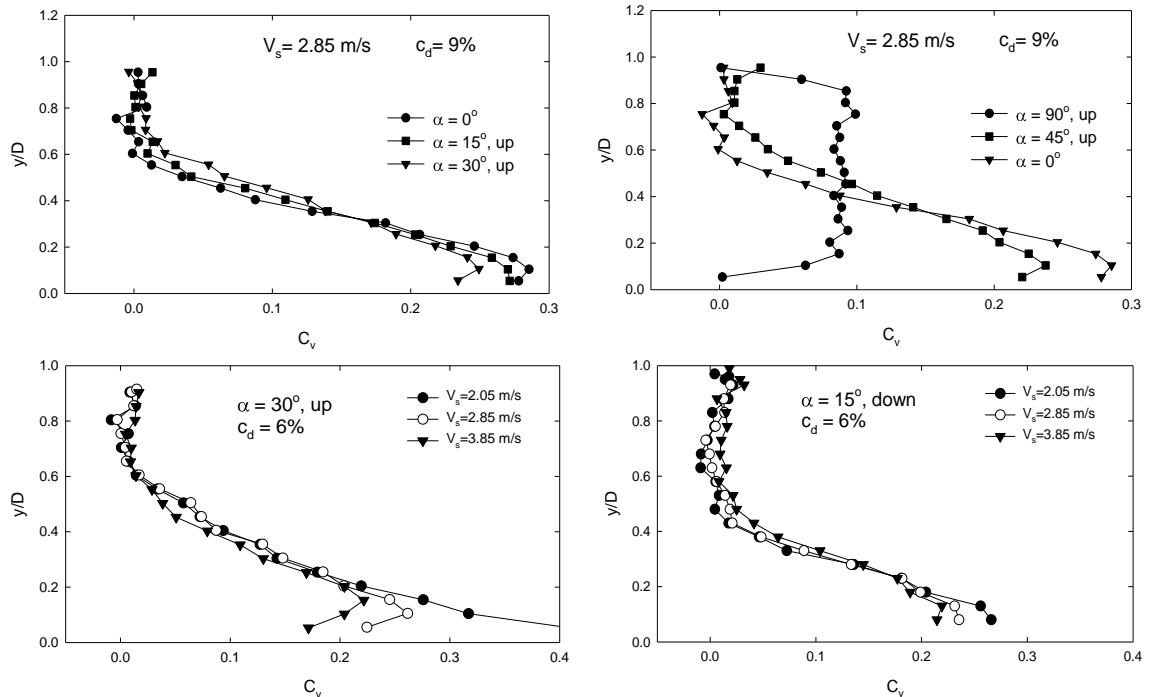 V_s= 2.85 m/s c_d= 9%
α = 0°
α = 15°, up
α = 30°, up
y/D
1.2
1.0
0.8
0.6
0.4
0.2
0.0
0.0 0.1 0.2 0.3
C_v
V_s= 2.85 m/s c_d= 9%
α = 90°, up
α = 45°, up
α = 0°
y/D
1.2
1.0
0.8
0.6
0.4
0.2
0.0
0.0 0.1 0.2 0.3
C_v
α = 30°, up
c_d = 6%
V_s=2.05 m/s
V_s=2.85 m/s
V_s=3.85 m/s
y/D
1.0
0.8
0.6
0.4
0.2
0.0
0.0 0.1 0.2 0.3 0.4
C_v
α = 15°, down
c_d = 6%
V_s=2.05 m/s
V_s=2.85 m/s
V_s=3.85 m/s
y/D
1.0
0.8
0.6
0.4
0.2
0.0
0.0 0.1 0.2 0.3 0.4
C_v